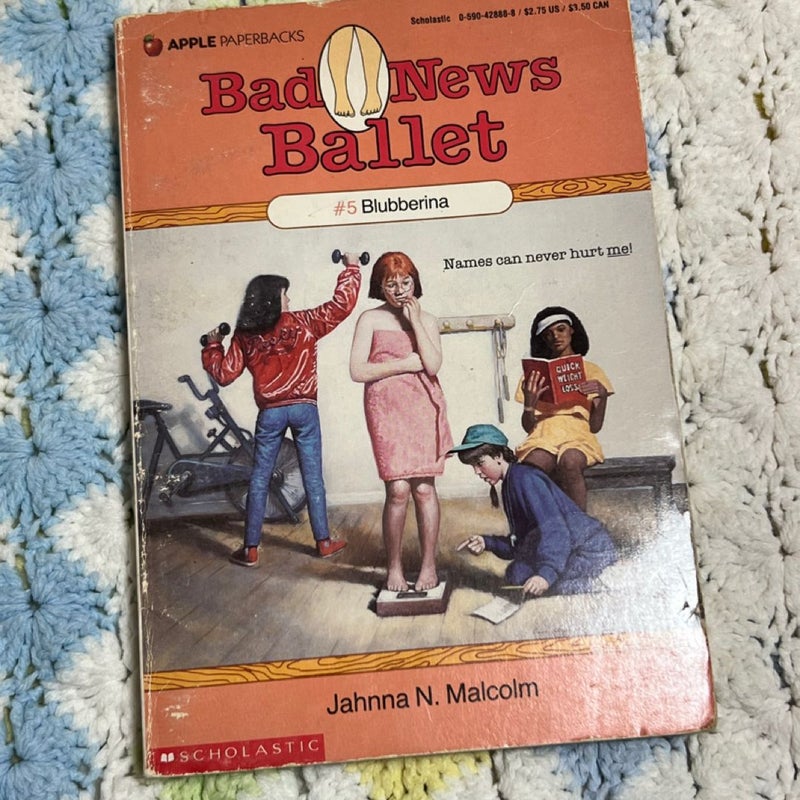 Scholastic 0-590-42888-8 / $2.75 US / $3.50 CAN
APPLE PAPERBACKS
Bad News
Ballet
#5 Blubberina
Names can never hurt me!
QUICK
WEIGHT
LOSS
Jahnna N. Malcolm
SCHOLASTIC